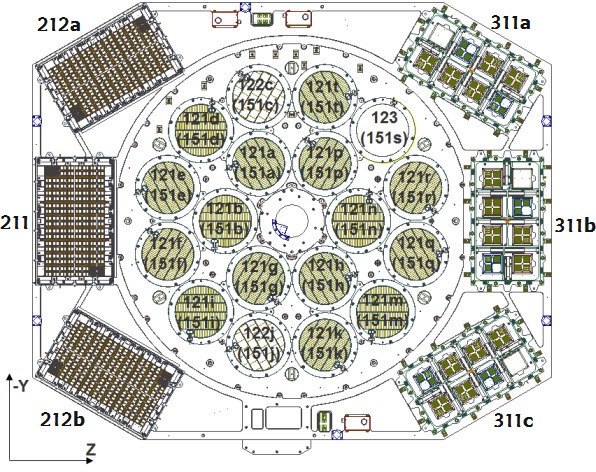 212a
311a
122c
(151c)
121t
(151t)
121d
(151d)
123
(151s)
121a
(151a)
121p
(151p)
121e
(151e)
121r
(151r)
211
121b
(151b)
121n
(151n)
311b
121f
(151f)
121q
(151q)
121g
(151g)
121h
(151h)
121i
(151i)
121m
(151m)
122j
(151j)
121k
(151k)
-Y
212b
311c
Z